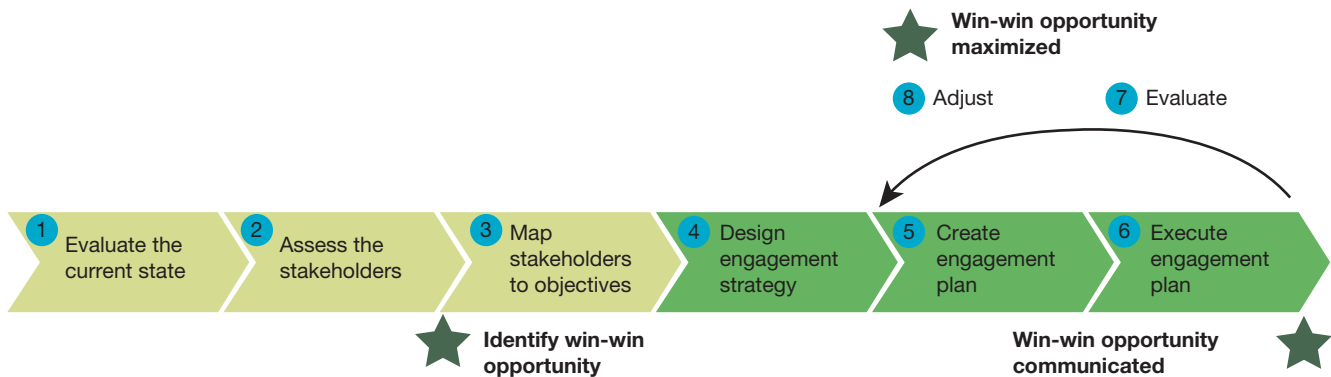 Win-win opportunity
maximized
8 Adjust
7 Evaluate
1 Evaluate the
current state
2 Assess the
stakeholders
3 Map
stakeholders
to objectives
4 Design
engagement
strategy
5 Create
engagement
plan
6 Execute
engagement
plan
Identify win-win
opportunity
Win-win opportunity
communicated